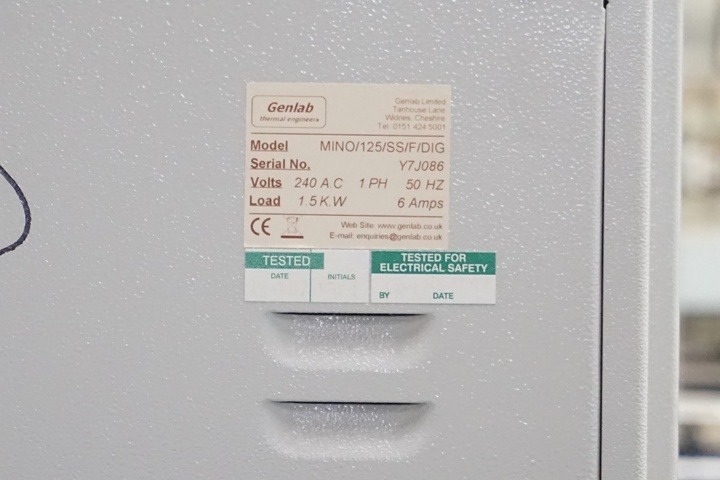 Genlab
thermal engineers
Genlab Limited
Tanhouse Lane
Widnes, Cheshire
Tel: 0151 424 5001
Model MINO/125/SS/F/DIG
Serial No. Y7J086
Volts 240 A.C 1 PH 50 HZ
Load 1.5 K.W 6 Amps
CE
Web Site: www.genlab.co.uk
E-mail: enquiries@genlab.co.uk
TESTED
DATE INITIALS
TESTED FOR
ELECTRICAL SAFETY
BY DATE